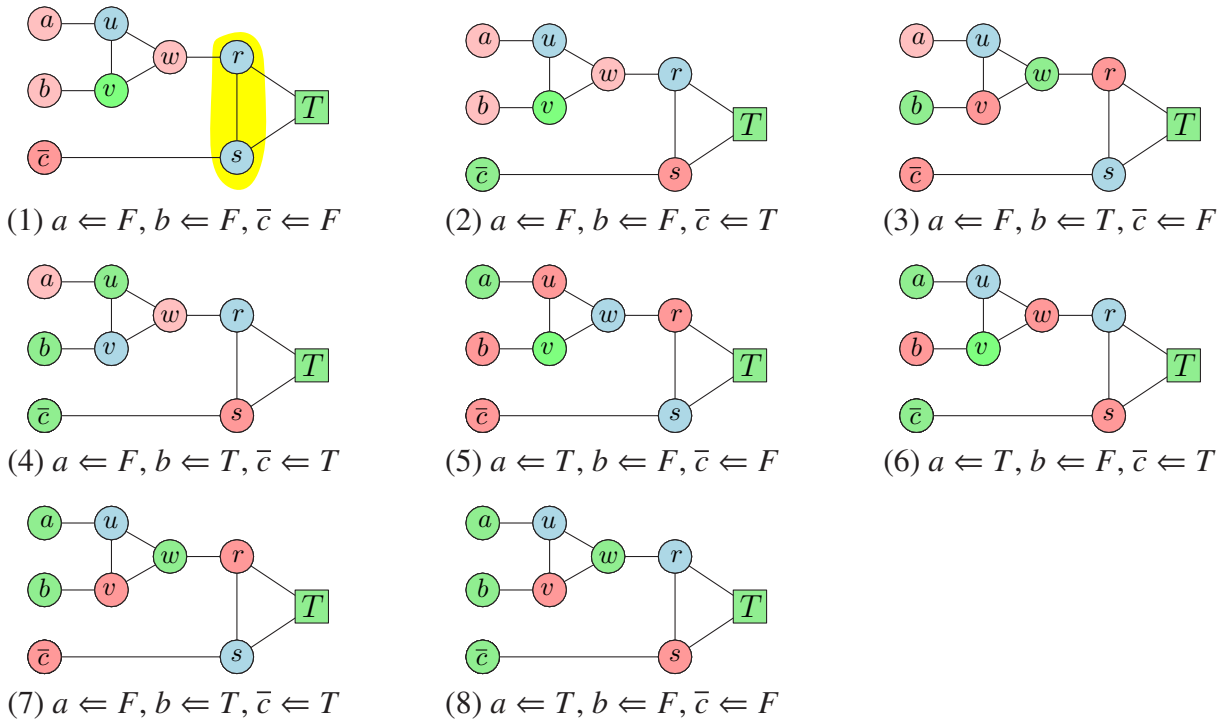 a u w r T b v c̅ s
(1) a ⇐ F, b ⇐ F, c̅ ⇐ F
a u w r T b v c̅ s
(2) a ⇐ F, b ⇐ F, c̅ ⇐ T
a u w r T b v c̅ s
(3) a ⇐ F, b ⇐ T, c̅ ⇐ F
a u w r T b v c̅ s
(4) a ⇐ F, b ⇐ T, c̅ ⇐ T
a u w r T b v c̅ s
(5) a ⇐ T, b ⇐ F, c̅ ⇐ F
a u w r T b v c̅ s
(6) a ⇐ T, b ⇐ F, c̅ ⇐ T
a u w r T b v c̅ s
(7) a ⇐ F, b ⇐ T, c̅ ⇐ T
a u w r T b v c̅ s
(8) a ⇐ T, b ⇐ F, c̅ ⇐ F